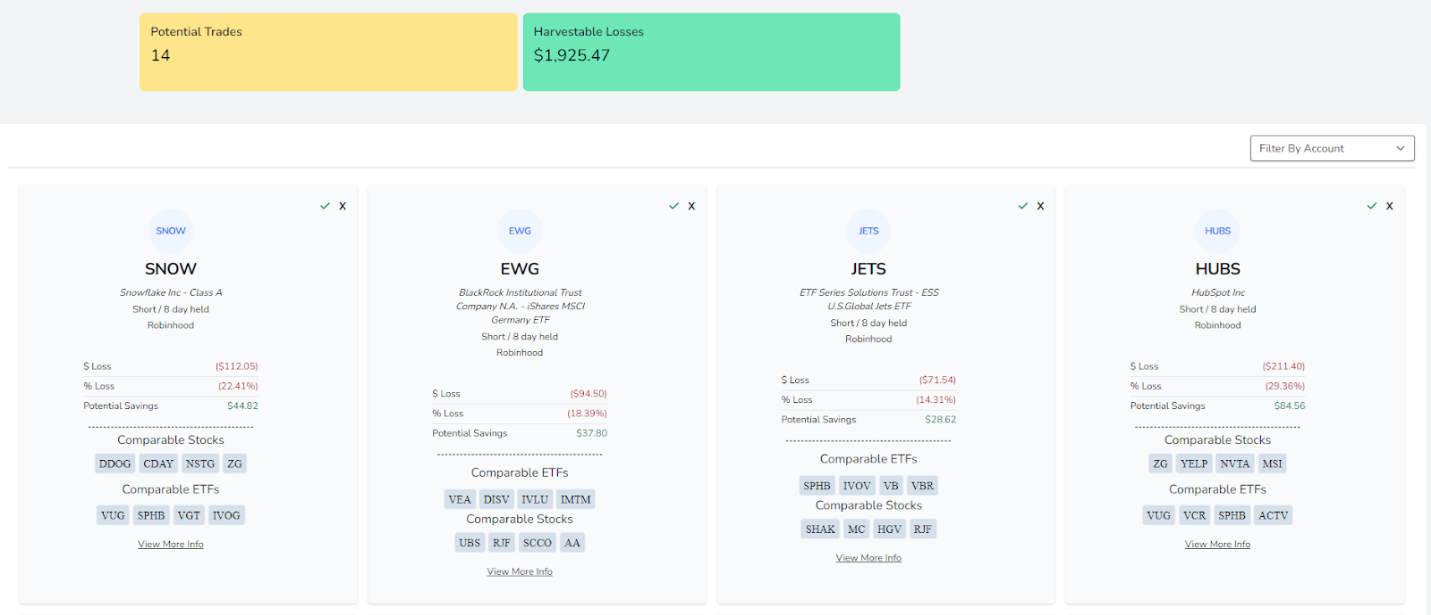 Potential Trades
14
Harvestable Losses
$1,925.47
Filter By Account
X
SNOW
SNOW
Snowflake Inc - Class A
Short / 8 day held
Robinhood
$ Loss ($112.05)
% Loss (22.41%)
Potential Savings $44.82
Comparable Stocks
DDOG CDAY NSTG ZG
Comparable ETFs
VUG SPHB VGT IVOG
View More Info
X
EWG
EWG
BlackRock Institutional Trust
Company N.A. - iShares MSCI
Germany ETF
Short / 8 day held
Robinhood
$ Loss ($94.50)
% Loss (18.39%)
Potential Savings $37.80
Comparable ETFs
VEA DISV IVLU IMTM
Comparable Stocks
UBS RJF SCCO AA
View More Info
X
JETS
JETS
ETF Series Solutions Trust - ESS
U.S.Global Jets ETF
Short / 8 day held
Robinhood
$ Loss ($71.54)
% Loss (14.31%)
Potential Savings $28.62
Comparable ETFs
SPHB IVOV VB VBR
Comparable Stocks
SHAK MC HGV RJF
View More Info
X
HUBS
HUBS
HubSpot Inc
Short / 8 day held
Robinhood
$ Loss ($211.40)
% Loss (29.36%)
Potential Savings $84.56
Comparable Stocks
ZG YELP NVTA MSI
Comparable ETFs
VUG VCR SPHB ACTV
View More Info